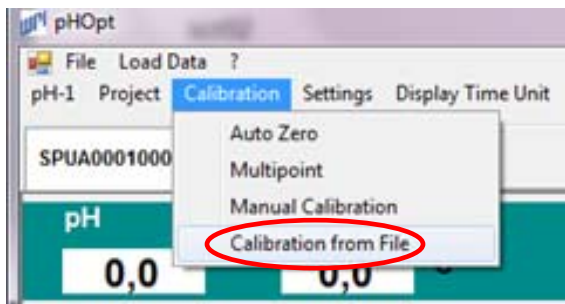 WPI pHOpt
File Load Data ?
pH-1 Project Calibration Settings Display Time Unit
Auto Zero
SPUA0001000
Multipoint
Manual Calibration
pH
Calibration from File
0,0 0,0